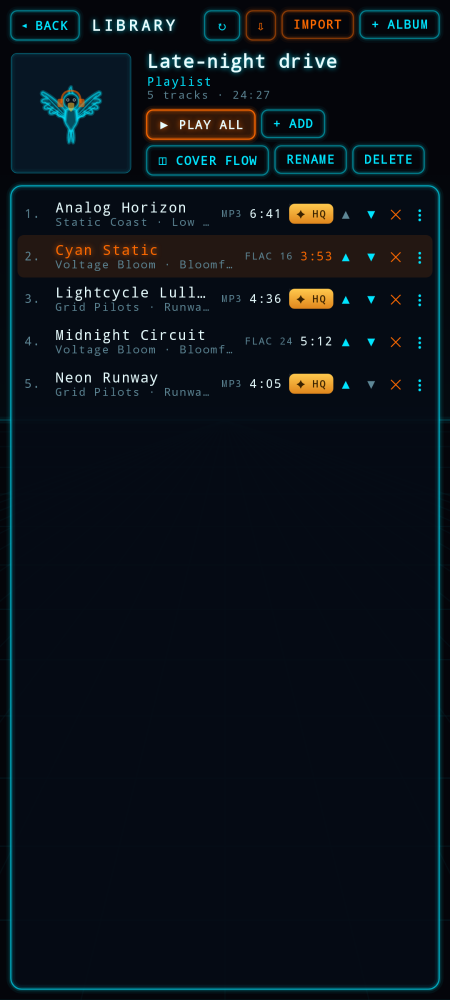 ◂ BACK LIBRARY ↻ ⇩ IMPORT + ALBUM
Late-night drive
Playlist
5 tracks · 24:27
▶ PLAY ALL + ADD
◫ COVER FLOW RENAME DELETE
1. Analog Horizon MP3 6:41 ✦ HQ ▲ ▼ ✕ ⋮
Static Coast · Low …
2. Cyan Static FLAC 16 3:53 ▲ ▼ ✕ ⋮
Voltage Bloom · Bloomf…
3. Lightcycle Lull… MP3 4:36 ✦ HQ ▲ ▼ ✕ ⋮
Grid Pilots · Runwa…
4. Midnight Circuit FLAC 24 5:12 ▲ ▼ ✕ ⋮
Voltage Bloom · Bloomf…
5. Neon Runway MP3 4:05 ✦ HQ ▲ ▼ ✕ ⋮
Grid Pilots · Runwa…